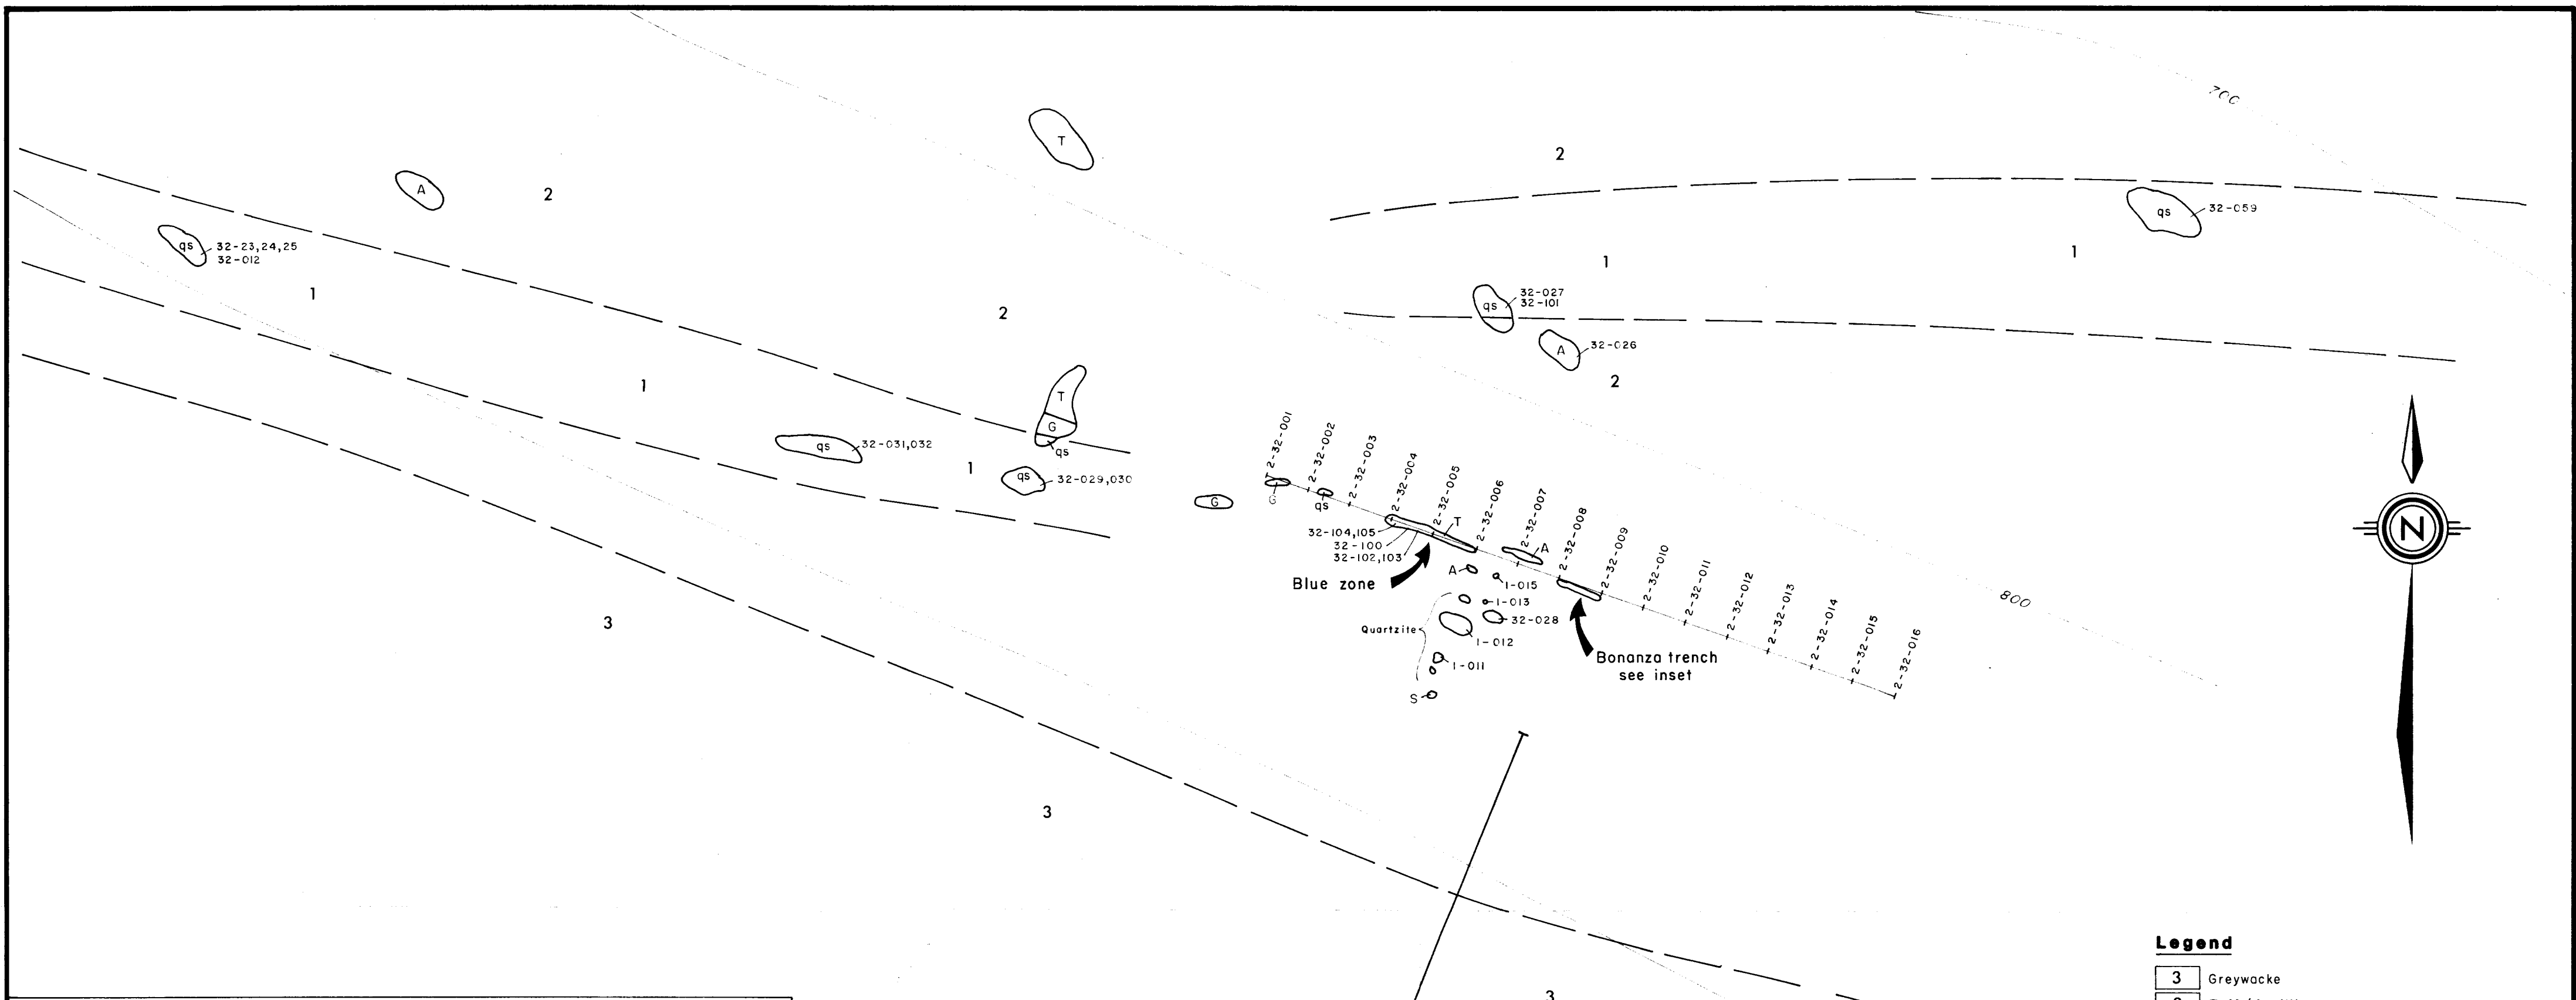 700
T
2
2
A
qs
32-059
qs
32-23,24,25
32-012
1
1
1
2
qs
32-027
32-101
A
32-026
2
1
T
G
qs
qs
32-031,032
1
qs
32-029,030
G
T
G
qs
2-32-001
2-32-002
2-32-003
2-32-004
2-32-005
2-32-006
2-32-007
2-32-008
2-32-009
2-32-010
2-32-011
2-32-012
2-32-013
2-32-014
2-32-015
2-32-016
T
A
32-104,105
32-100
32-102,103
Blue zone
A
1-015
1-013
32-028
Quartzite
1-012
1-011
S
Bonanza trench
see inset
800
N
3
3
3
Legend
3 Greywacke